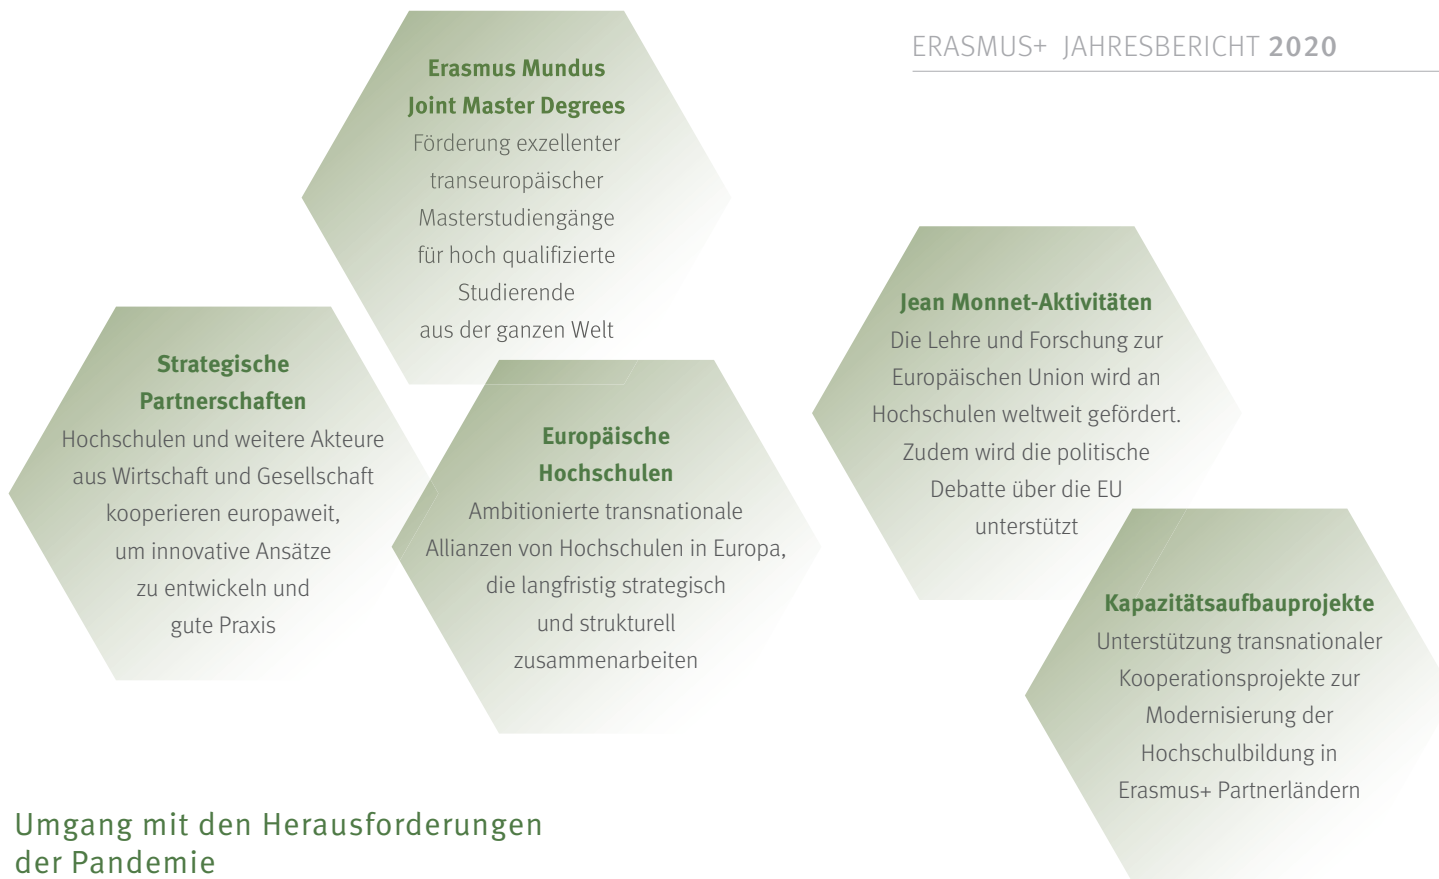 ERASMUS+ JAHRESBERICHT 2020
Erasmus Mundus
Joint Master Degrees
Förderung exzellenter
transeuropäischer
Masterstudiengänge
für hoch qualifizierte
Studierende
aus der ganzen Welt
Strategische
Partnerschaften
Hochschulen und weitere Akteure
aus Wirtschaft und Gesellschaft
kooperieren europaweit,
um innovative Ansätze
zu entwickeln und
gute Praxis
Europäische
Hochschulen
Ambitionierte transnationale
Allianzen von Hochschulen in Europa,
die langfristig strategisch
und strukturell
zusammenarbeiten
Jean Monnet-Aktivitäten
Die Lehre und Forschung zur
Europäischen Union wird an
Hochschulen weltweit gefördert.
Zudem wird die politische
Debatte über die EU
unterstützt
Kapazitätsaufbauprojekte
Unterstützung transnationaler
Kooperationsprojekte zur
Modernisierung der
Hochschulbildung in
Erasmus+ Partnerländern
Umgang mit den Herausforderungen
der Pandemie